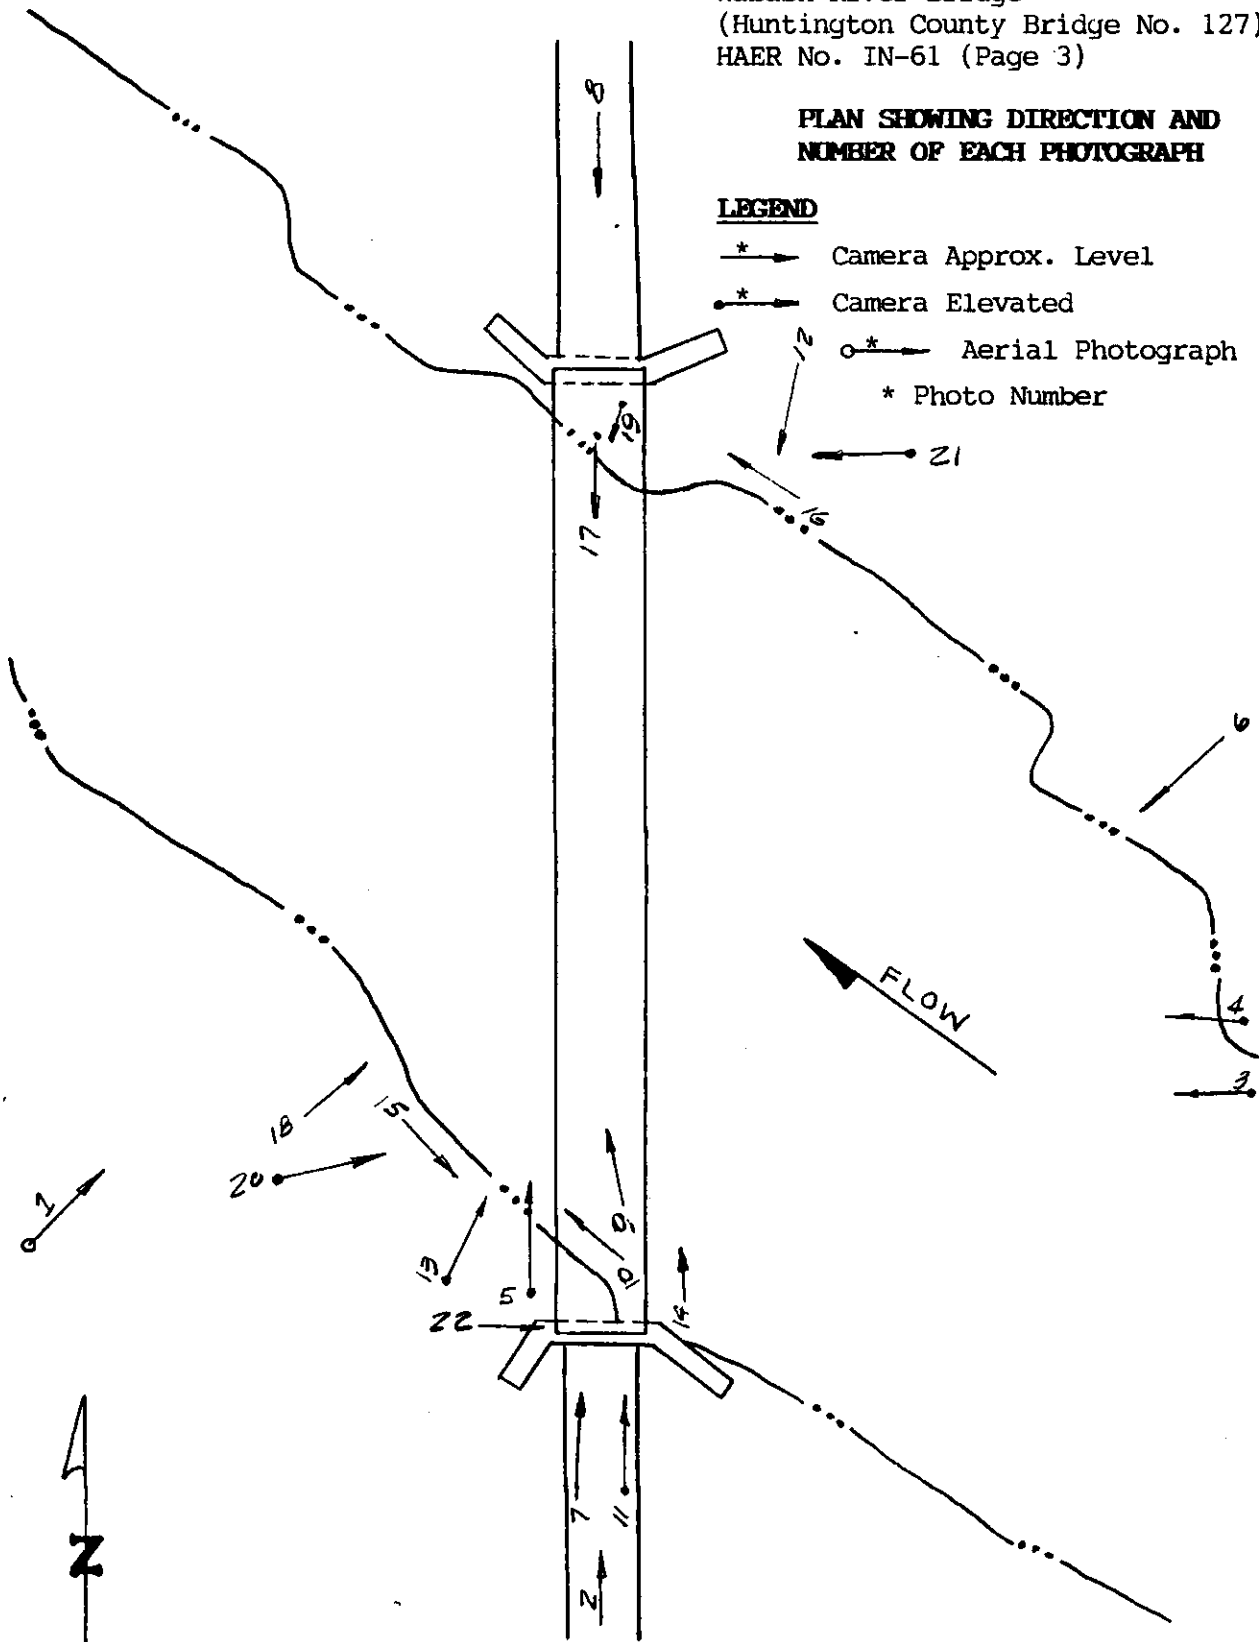 (Huntington County Bridge No. 127)
HAER No. IN-61 (Page 3)
PLAN SHOWING DIRECTION AND
NUMBER OF EACH PHOTOGRAPH
LEGEND
* Camera Approx. Level
* Camera Elevated
* Aerial Photograph
* Photo Number
8
12
19
21
17
16
6
FLOW
4
3
15
18
20
1
9
10
13
5
14
22
7
11
2
N